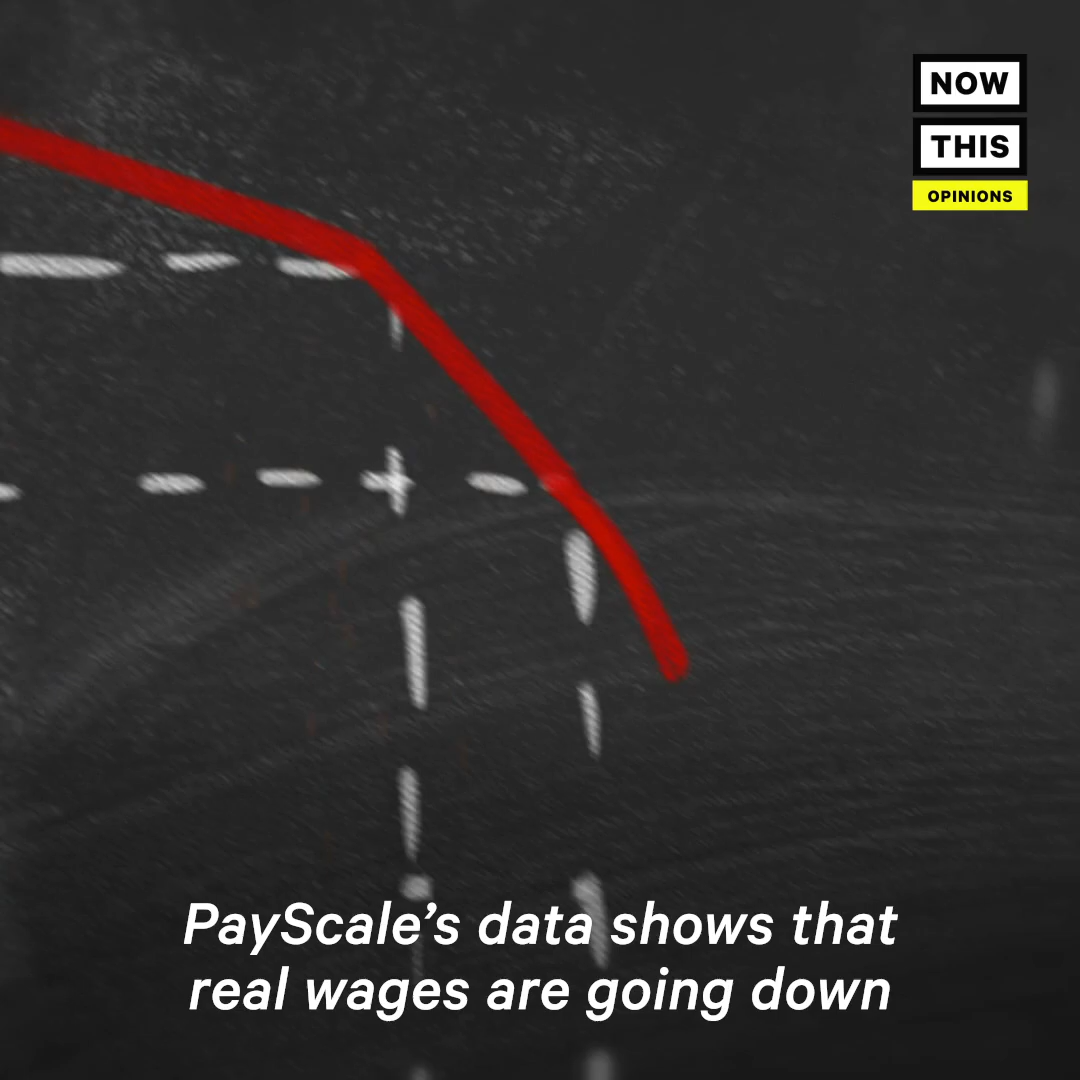 NOW
THIS
OPINIONS
PayScale’s data shows that
real wages are going down